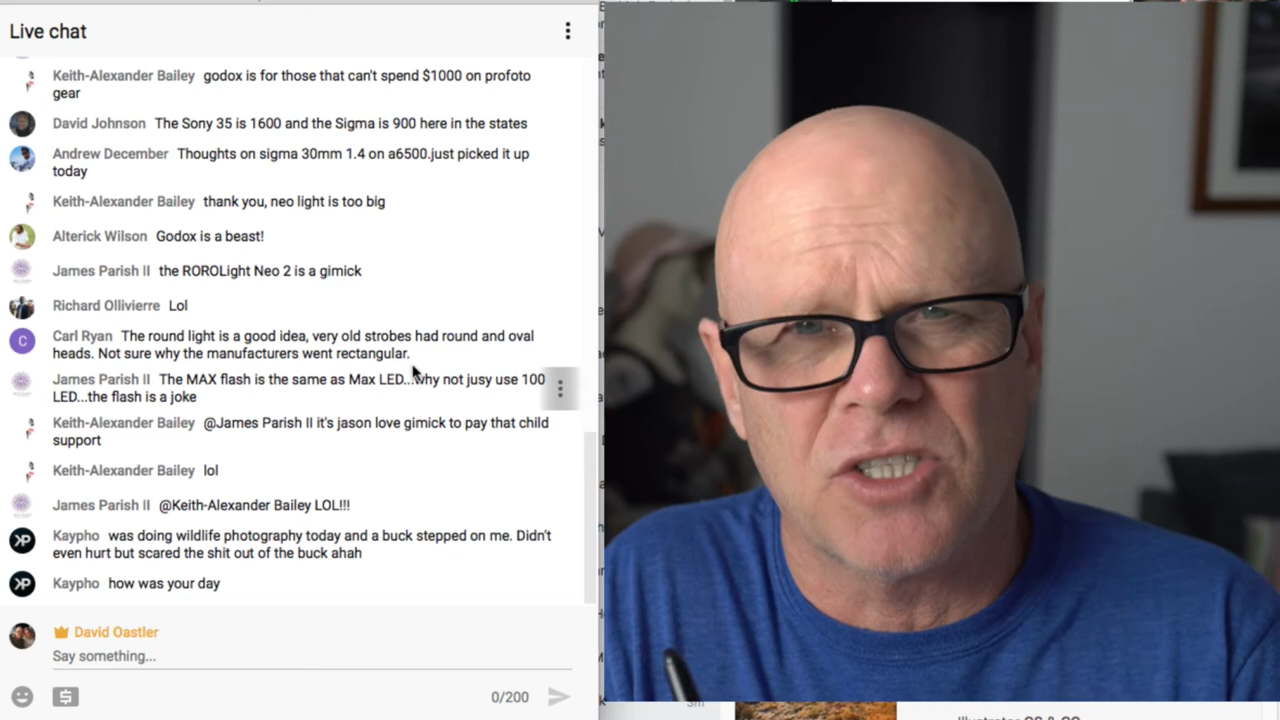 Live chat
Keith-Alexander Bailey godox is for those that can't spend $1000 on profoto
gear
David Johnson The Sony 35 is 1600 and the Sigma is 900 here in the states
Andrew December Thoughts on sigma 30mm 1.4 on a6500.just picked it up
today
Keith-Alexander Bailey thank you, neo light is too big
Alterick Wilson Godox is a beast!
James Parish II the ROROLight Neo 2 is a gimick
Richard Ollivierre Lol
C
Carl Ryan The round light is a good idea, very old strobes had round and oval
heads. Not sure why the manufacturers went rectangular.
James Parish II The MAX flash is the same as Max LED...why not jusy use 100
LED...the flash is a joke
Keith-Alexander Bailey @James Parish II it's jason love gimick to pay that child
support
Keith-Alexander Bailey lol
James Parish II @Keith-Alexander Bailey LOL!!!
KP
Kaypho was doing wildlife photography today and a buck stepped on me. Didn't
even hurt but scared the shit out of the buck ahah
KP
Kaypho how was your day
David Oastler
Say something...
0/200
3m